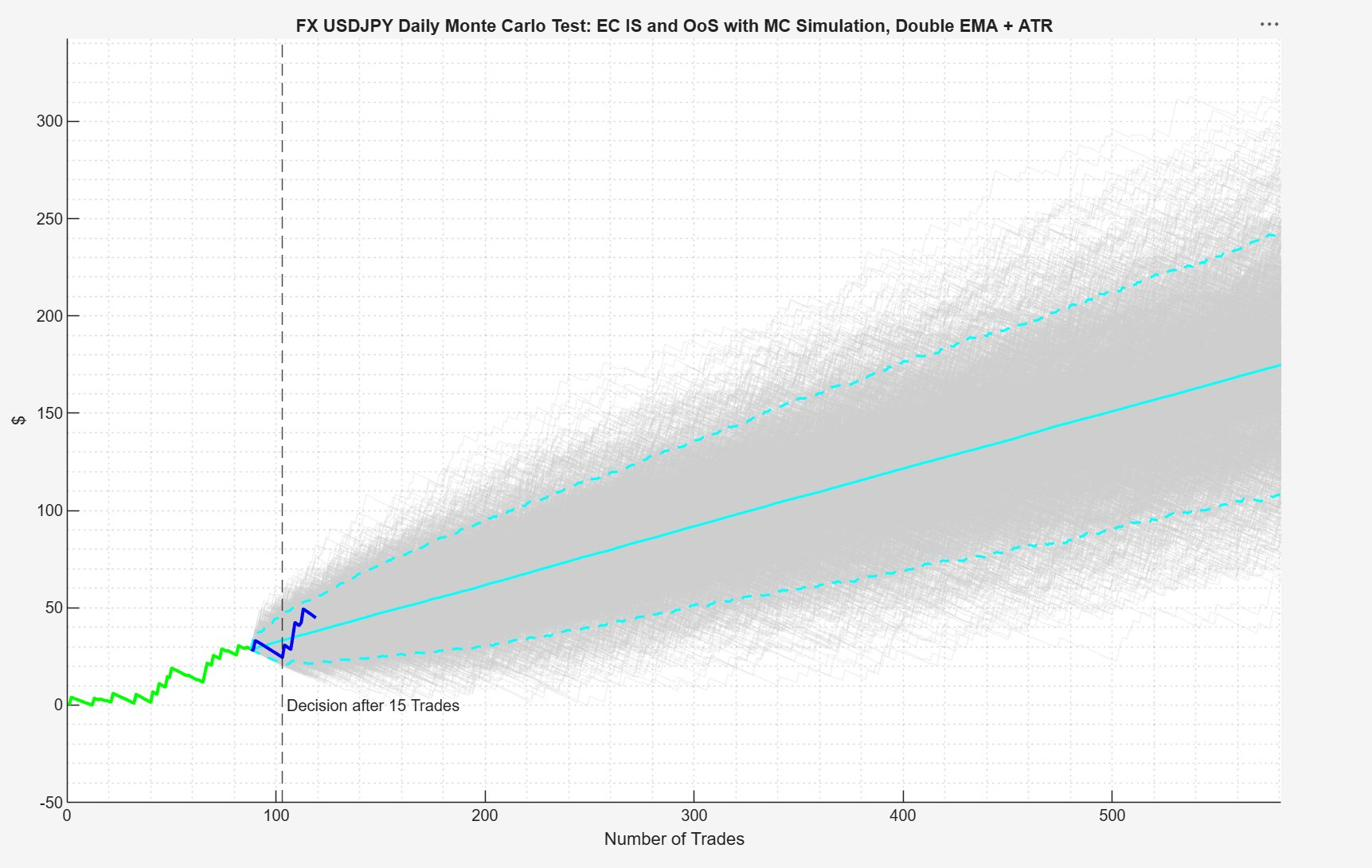 FX USDJPY Daily Monte Carlo Test: EC IS and OoS with MC Simulation, Double EMA + ATR
300
250
200
150
100
50
0
-50
$
Decision after 15 Trades
0 100 200 300 400 500
Number of Trades